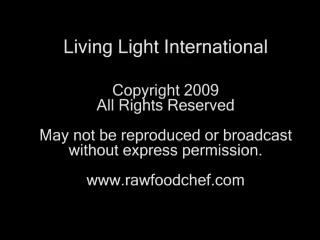 Living Light International
Copyright 2009
All Rights Reserved
May not be reproduced or broadcast
without express permission.
www.rawfoodchef.com